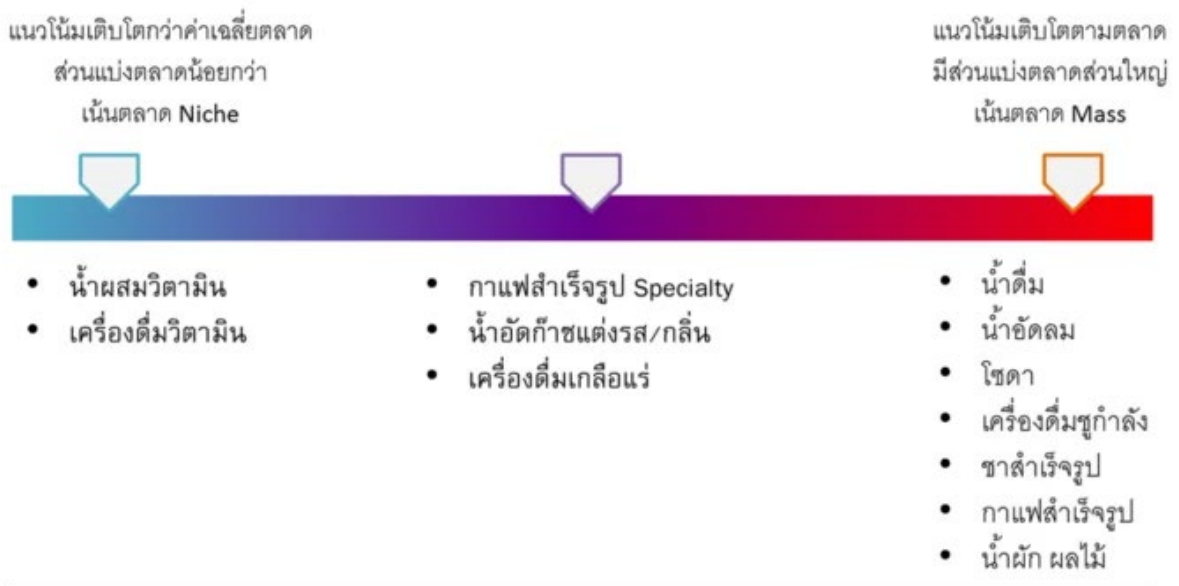 แนวโน้มเติบโตกว่าค่าเฉลี่ยตลาด
ส่วนแบ่งตลาดน้อยกว่า
เน้นตลาด Niche
แนวโน้มเติบโตตามตลาด
มีส่วนแบ่งตลาดส่วนใหญ่
เน้นตลาด Mass
• น้ำผสมวิตามิน
• เครื่องดื่มวิตามิน
• กาแฟสำเร็จรูป Specialty
• น้ำอัดก๊าซแต่งรส/กลิ่น
• เครื่องดื่มเกลือแร่
• น้ำดื่ม
• น้ำอัดลม
• โซดา
• เครื่องดื่มชูกำลัง
• ชาสำเร็จรูป
• กาแฟสำเร็จรูป
• น้ำผัก ผลไม้